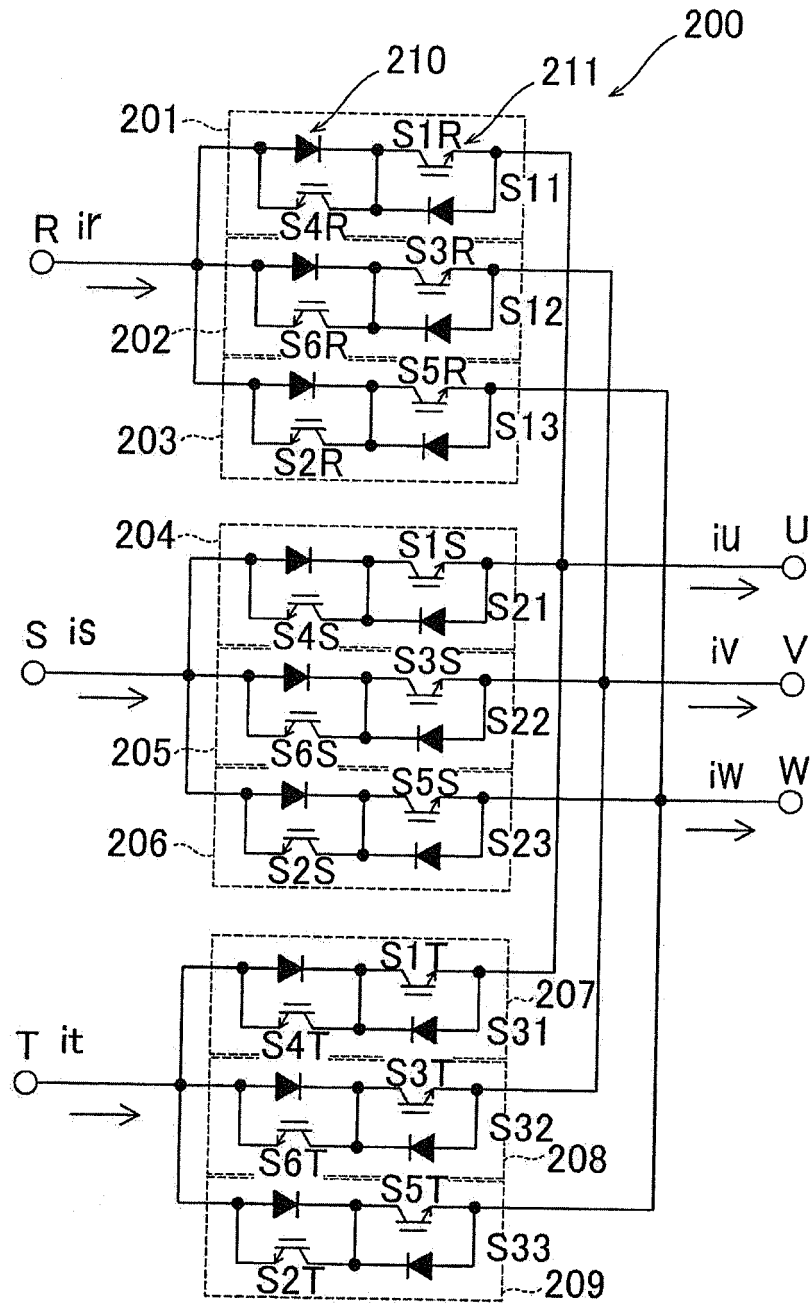 200
210
211
201
S1R
S11
S4R
R ir
S3R
S12
202
S6R
S5R
S13
203
S2R
204
S1S
iu
U
S21
S is
S4S
S3S
iv
V
S22
205
S6S
S5S
iw
W
206
S23
S2S
S1T
207
S31
T it
S4T
S3T
S32
208
S6T
S5T
S33
S2T
209